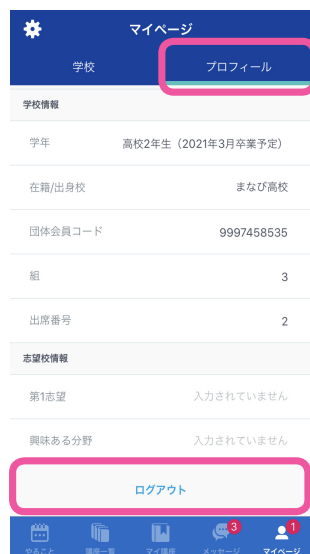 マイページ
学校 プロフィール
学校情報
学年 高校2年生（2021年3月卒業予定）
在籍/出身校 まなび高校
団体会員コード 9997458535
組 3
出席番号 2
志望校情報
第1志望 入力されていません
興味ある分野 入力されていません
ログアウト
3 1
やること 講座一覧 マイ講座 メッセージ マイページ